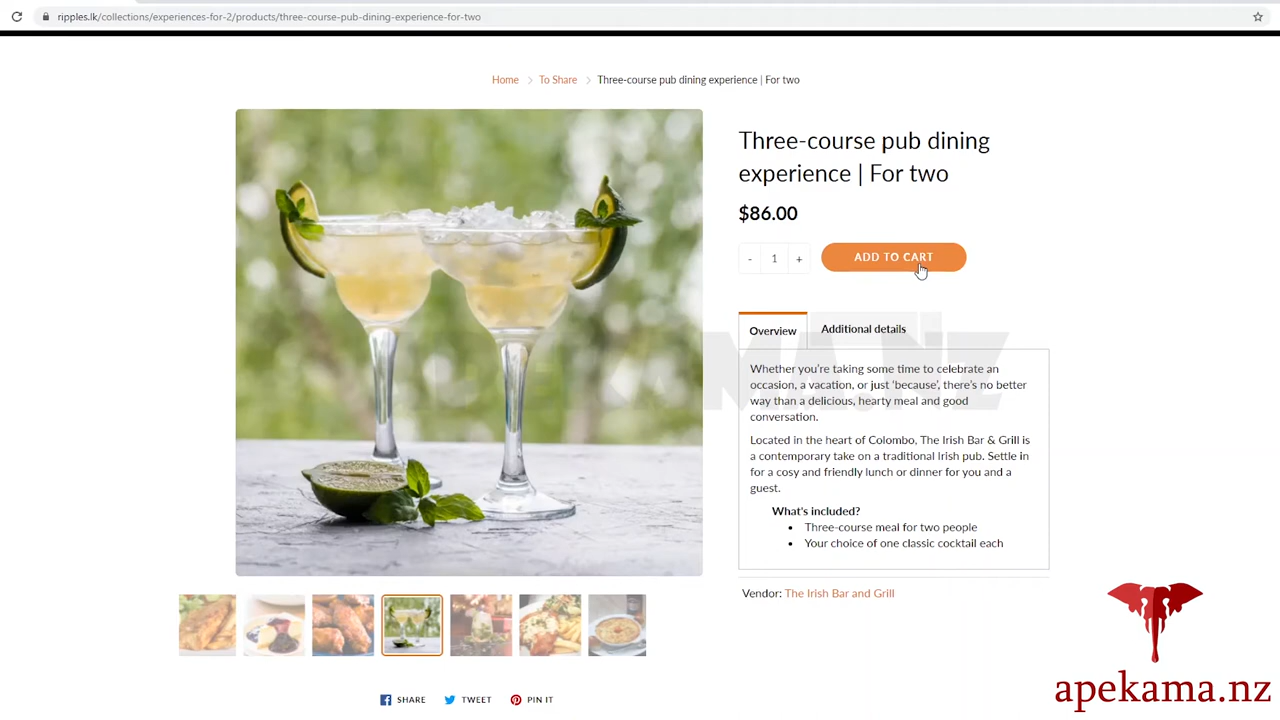 ripples.lk/collections/experiences-for-2/products/three-course-pub-dining-experience-for-two
Home > To Share > Three-course pub dining experience | For two
Three-course pub dining
experience | For two
$86.00
- 1 + ADD TO CART
Overview Additional details
Whether you're taking some time to celebrate an
occasion, a vacation, or just 'because', there's no better
way than a delicious, hearty meal and good
conversation.
Located in the heart of Colombo, The Irish Bar & Grill is
a contemporary take on a traditional Irish pub. Settle in
for a cosy and friendly lunch or dinner for you and a
guest.
What's included?
• Three-course meal for two people
• Your choice of one classic cocktail each
Vendor: The Irish Bar and Grill
SHARE TWEET PIN IT
apekama.nz